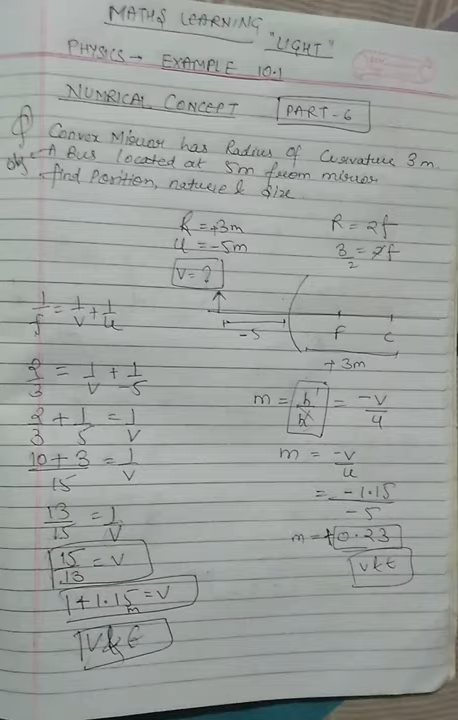 MATHS LEARNING
"LIGHT"
PHYSICS → EXAMPLE 10.1
NUMRICAL CONCEPT PART-6
Q Convex Mirror has Radius of Curvature 3m
Obj A Bus located at 5m from mirror
find Position, nature & Size
R = +3m
u = -5m
V = ?
R = 2f
3/2 = f
-5
F
C
+3m
1/f = 1/v + 1/u
2/3 = 1/v + 1/-5
2/3 + 1/5 = 1/v
10 + 3/15 = 1/v
13/15 = 1/v
15/13 = v
+1.15m = v
V & E
m = h'/h = -v/u
m = -v/u
= -1.15/-5
m = +0.23
V & E